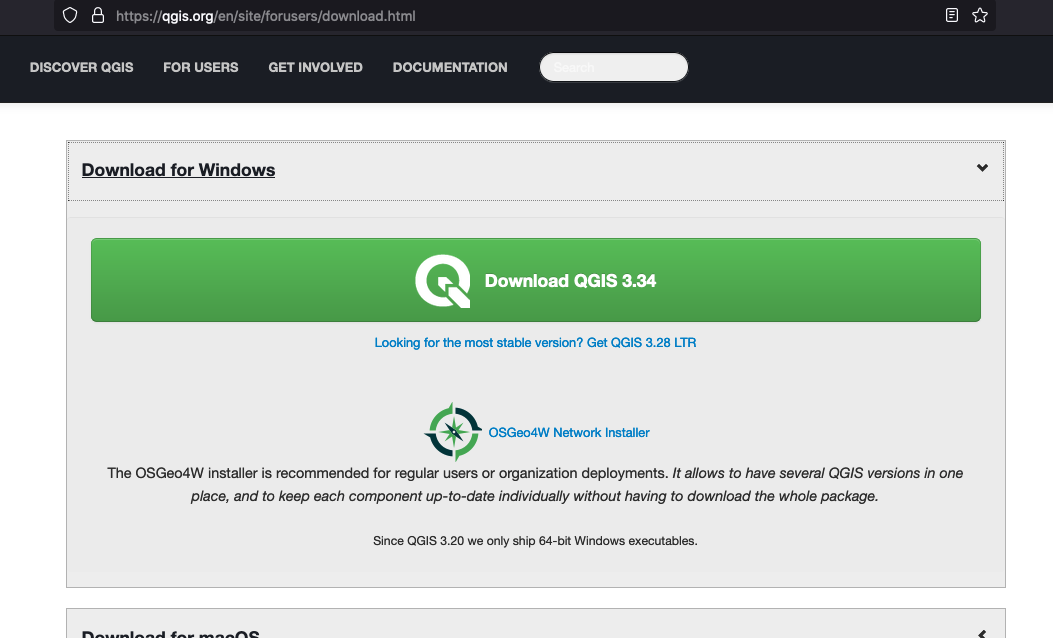 https://qgis.org/en/site/forusers/download.html
DISCOVER QGIS FOR USERS GET INVOLVED DOCUMENTATION Search
Download for Windows
Download QGIS 3.34
Looking for the most stable version? Get QGIS 3.28 LTR
OSGeo4W Network Installer
The OSGeo4W installer is recommended for regular users or organization deployments. It allows to have several QGIS versions in one
place, and to keep each component up-to-date individually without having to download the whole package.
Since QGIS 3.20 we only ship 64-bit Windows executables.
Download for macOS